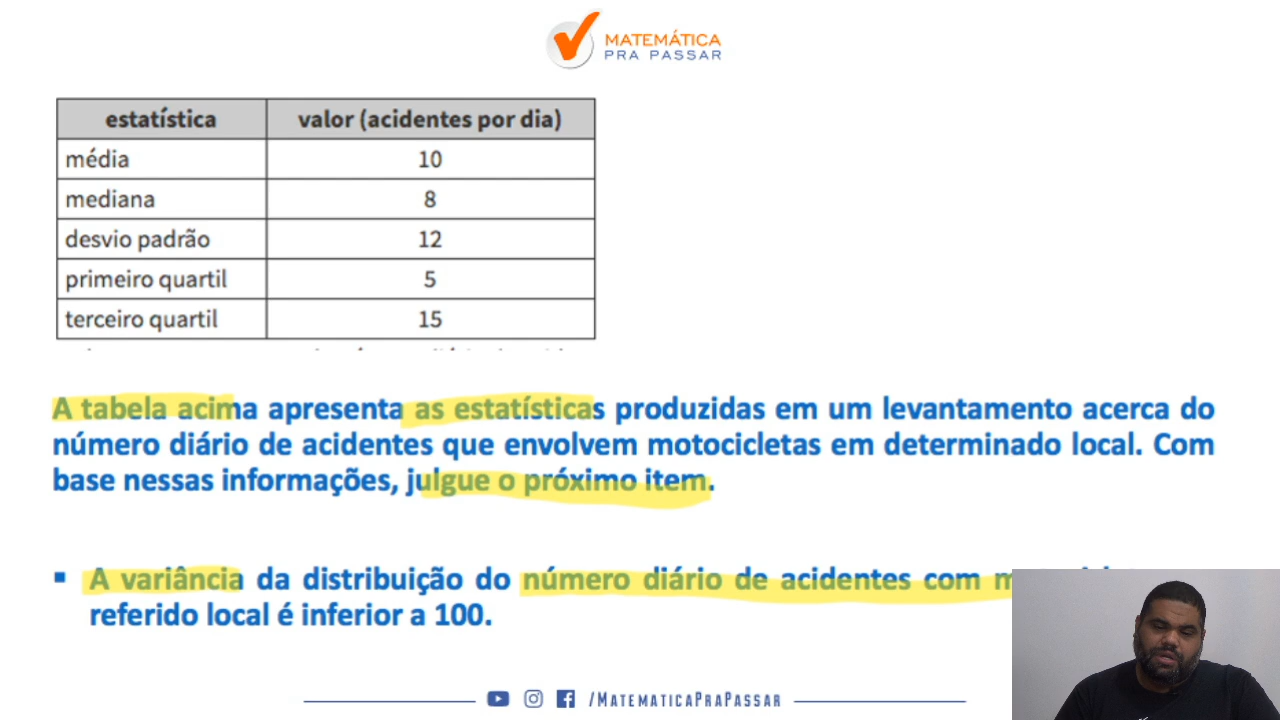 MATEMÁTICA
PRA PASSAR
estatística valor (acidentes por dia)
média 10
mediana 8
desvio padrão 12
primeiro quartil 5
terceiro quartil 15
A tabela acima apresenta as estatísticas produzidas em um levantamento acerca do
número diário de acidentes que envolvem motocicletas em determinado local. Com
base nessas informações, julgue o próximo item.
▪ A variância da distribuição do número diário de acidentes com
referido local é inferior a 100.
/MATEMATICAPRAPASSAR